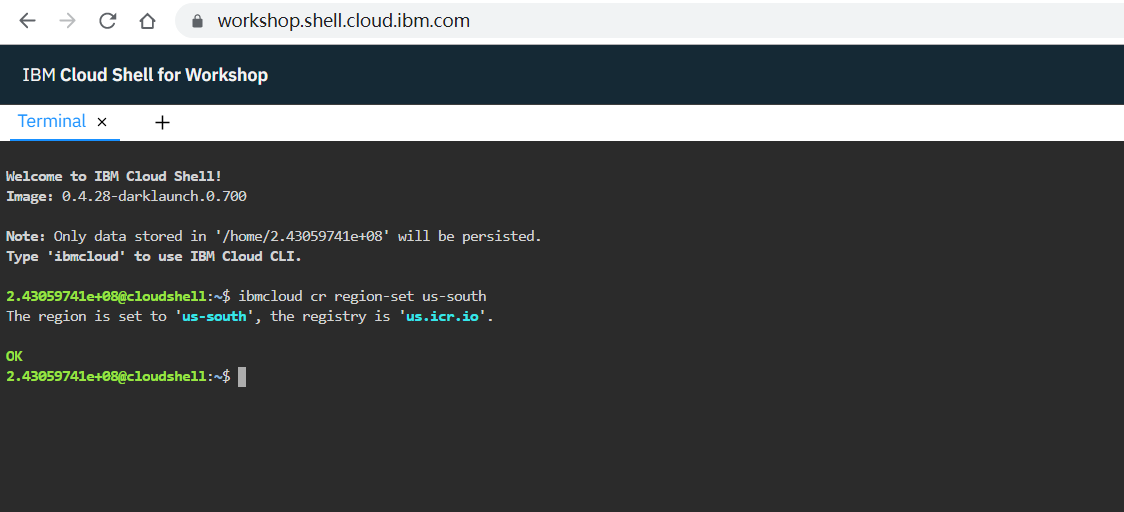 workshop.shell.cloud.ibm.com
IBM Cloud Shell for Workshop
Terminal × +
Welcome to IBM Cloud Shell!
Image: 0.4.28-darklaunch.0.700
Note: Only data stored in '/home/2.43059741e+08' will be persisted.
Type 'ibmcloud' to use IBM Cloud CLI.
2.43059741e+08@cloudshell:~$ ibmcloud cr region-set us-south
The region is set to 'us-south', the registry is 'us.icr.io'.
OK
2.43059741e+08@cloudshell:~$